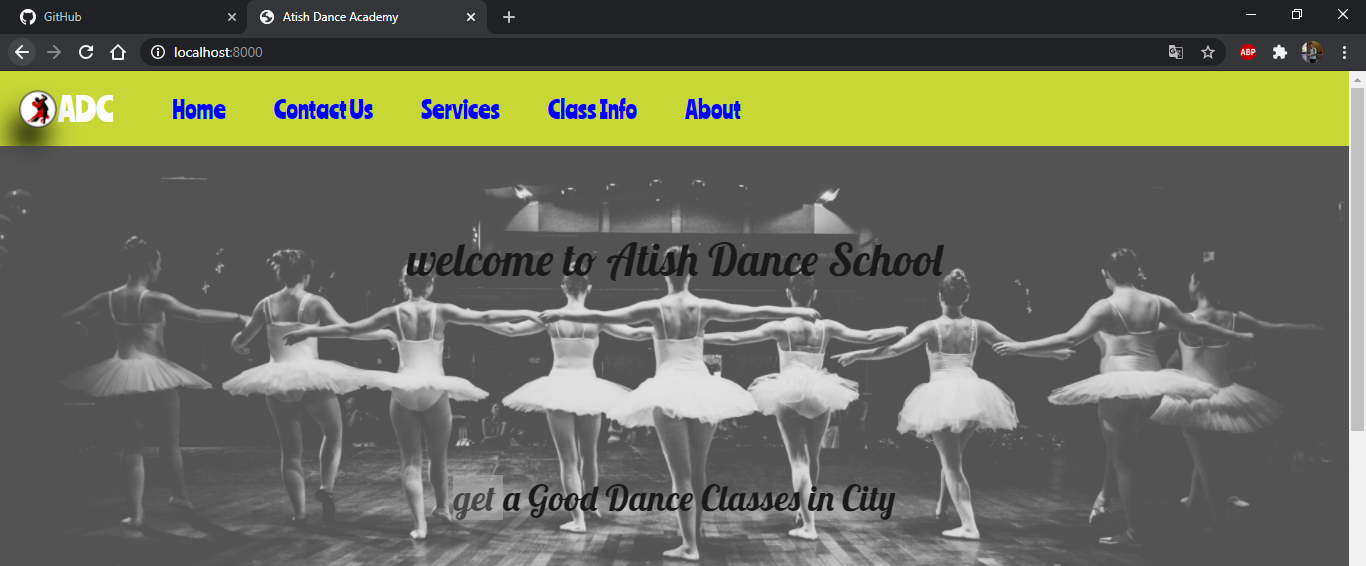 GitHub
Atish Dance Academy
localhost:8000
ABP
ADC Home Contact Us Services Class Info About
welcome to Atish Dance School
get a Good Dance Classes in City